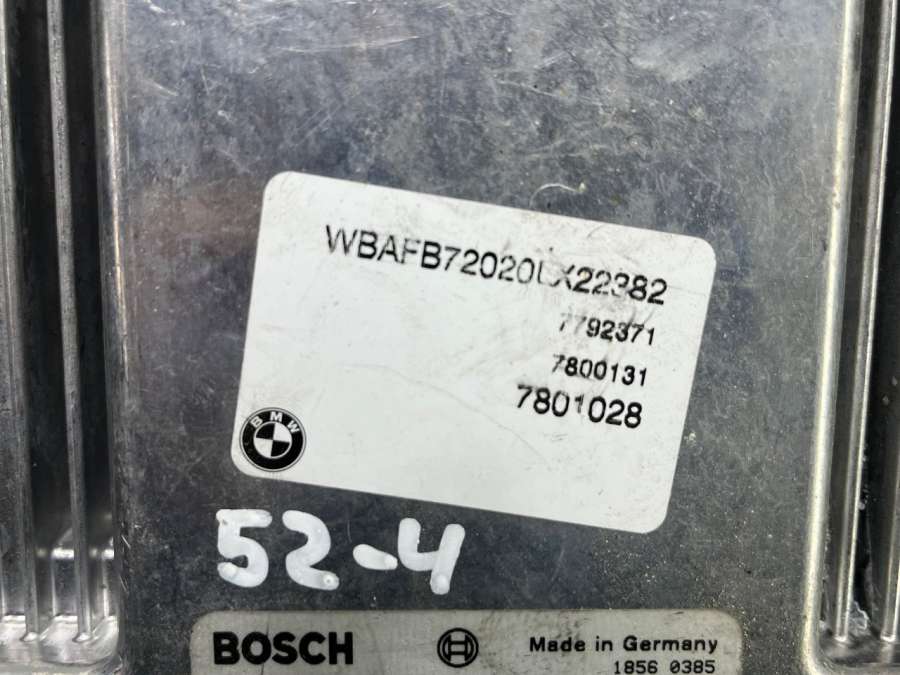 WBAFB72020LX22382
7792371
7800131
7801028
BMW
52-4
BOSCH Made in Germany
1856 0385